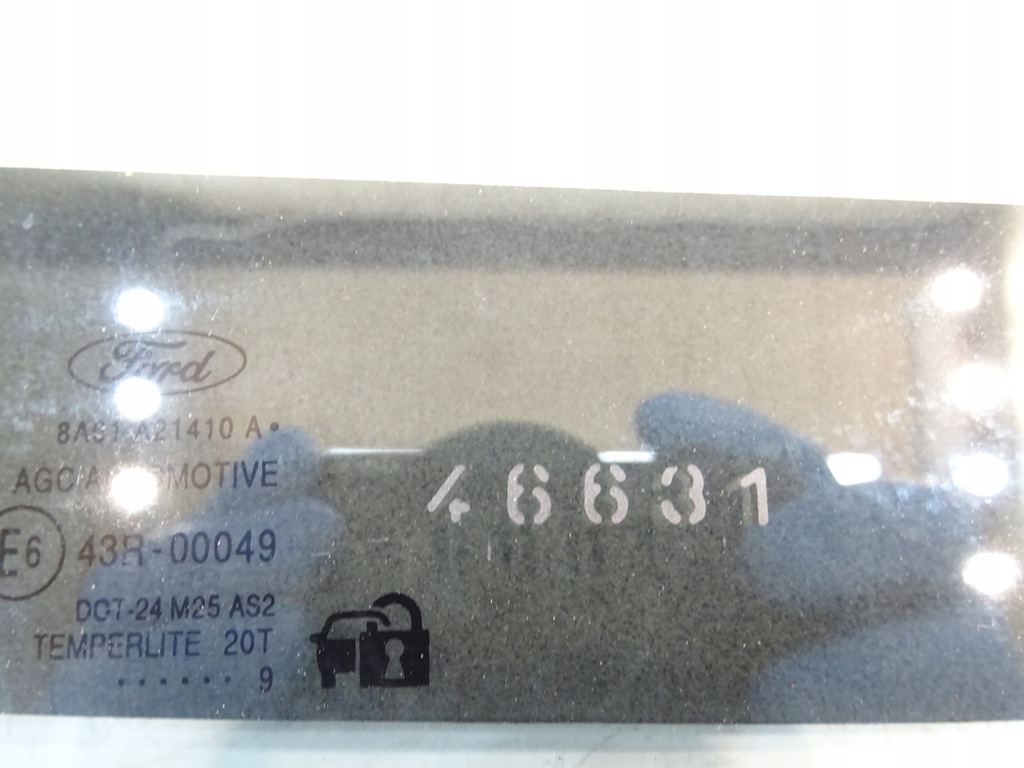 Ford
8A61 A21410 A•
AGC AUTOMOTIVE
46631
E6 43R-00049
DOT-24 M25 AS2
TEMPERLITE 20T
......9